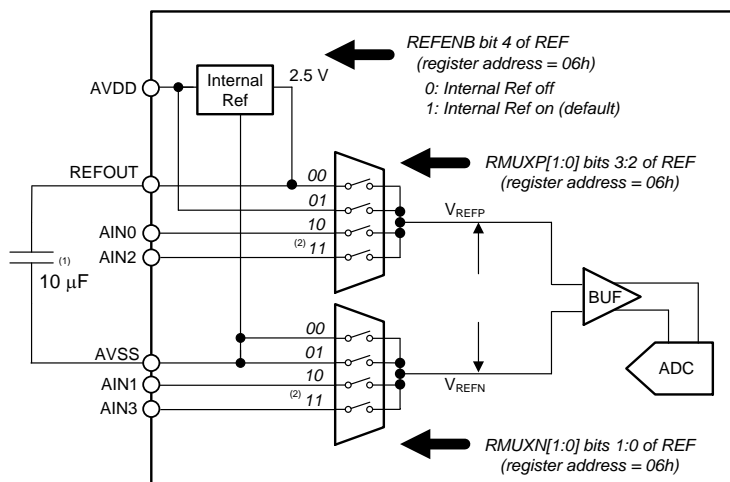 REFENB bit 4 of REF
(register address = 06h)
0: Internal Ref off
1: Internal Ref on (default)
Internal
Ref
2.5 V
AVDD
REFOUT
RMUXP[1:0] bits 3:2 of REF
(register address = 06h)
00
01
AIN0
10
AIN2
(2) 11
VREFP
(1)
10 µF
BUF
00
AVSS
01
ADC
AIN1
10
AIN3
(2) 11
VREFN
RMUXN[1:0] bits 1:0 of REF
(register address = 06h)